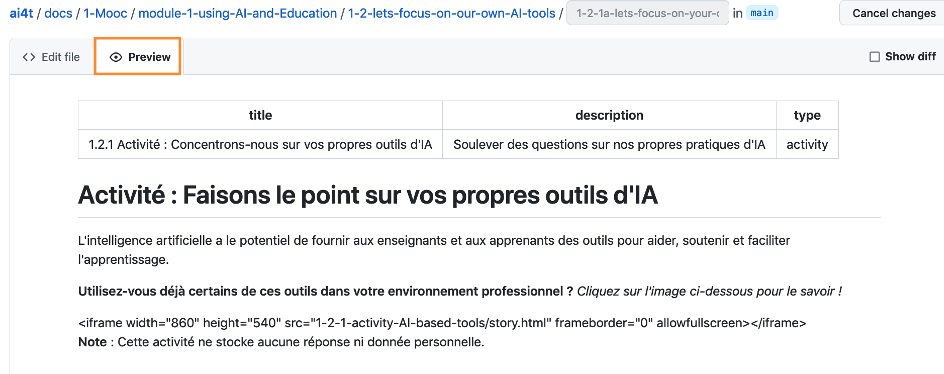 ai4t / docs / 1-Mooc / module-1-using-AI-and-Education / 1-2-lets-focus-on-our-own-AI-tools / 1-2-1a-lets-focus-on-your- in main Cancel changes
<> Edit file Preview Show diff
title description type
1.2.1 Activité : Concentrons-nous sur vos propres outils d'IA Soulever des questions sur nos propres pratiques d'IA activity
Activité : Faisons le point sur vos propres outils d'IA
L'intelligence artificielle a le potentiel de fournir aux enseignants et aux apprenants des outils pour aider, soutenir et faciliter
l'apprentissage.
Utilisez-vous déjà certains de ces outils dans votre environnement professionnel ? Cliquez sur l'image ci-dessous pour le savoir !
<iframe width="860" height="540" src="1-2-1-activity-AI-based-tools/story.html" frameborder="0" allowfullscreen></iframe>
Note : Cette activité ne stocke aucune réponse ni donnée personnelle.